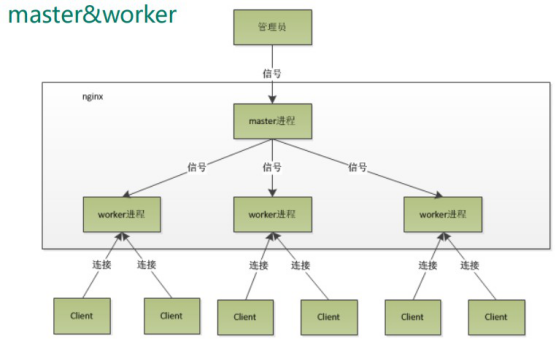 master&worker
管理员
信号
nginx
master进程
信号 信号 信号
worker进程 worker进程 worker进程
连接 连接 连接 连接 连接 连接
Client Client Client Client Client Client